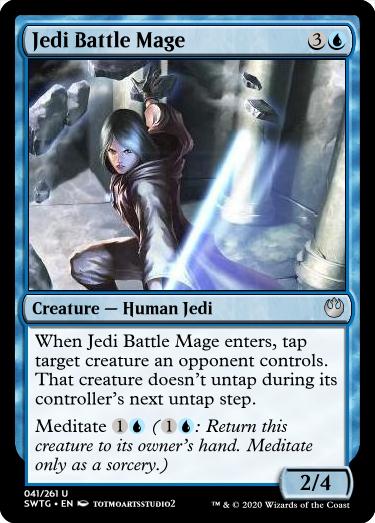 Jedi Battle Mage 3
Creature — Human Jedi
When Jedi Battle Mage enters, tap
target creature an opponent controls.
That creature doesn't untap during its
controller's next untap step.
Meditate 1 (1: Return this
creature to its owner's hand. Meditate
only as a sorcery.)
2/4
041/261 U
SWTG • EN TOTMOARTSSTUDIO2
™ & © 2020 Wizards of the Coast